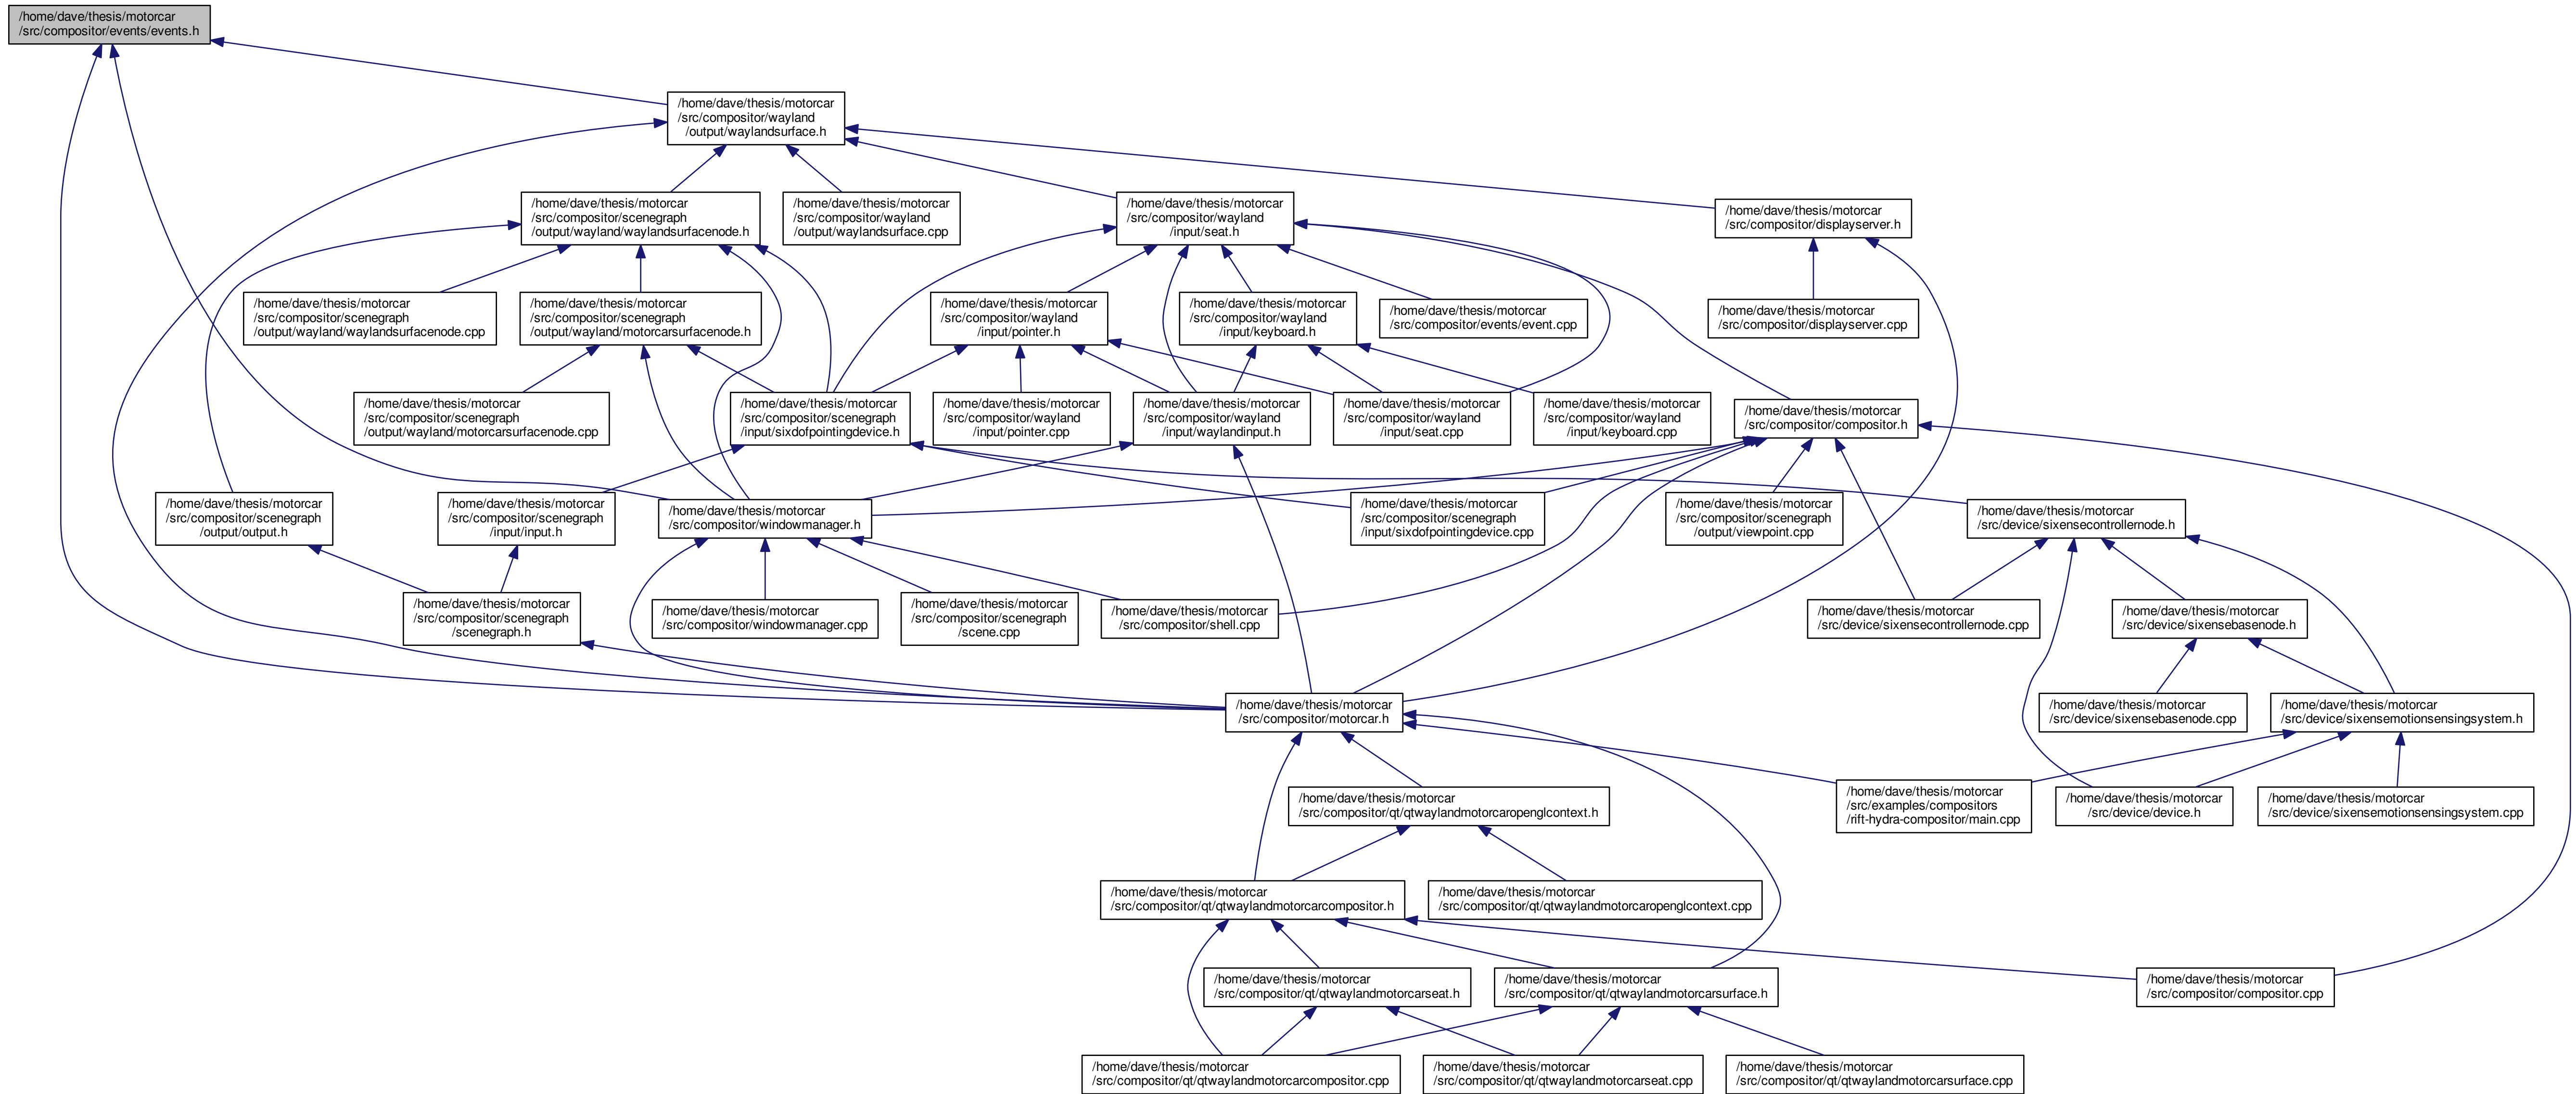 /home/dave/thesis/motorcar
/src/compositor/events/events.h
/home/dave/thesis/motorcar
/src/compositor/wayland
/output/waylandsurface.h
/home/dave/thesis/motorcar
/src/compositor/scenegraph
/output/wayland/waylandsurfacenode.h
/home/dave/thesis/motorcar
/src/compositor/wayland
/output/waylandsurface.cpp
/home/dave/thesis/motorcar
/src/compositor/wayland
/input/seat.h
/home/dave/thesis/motorcar
/src/compositor/displayserver.h
/home/dave/thesis/motorcar
/src/compositor/scenegraph
/output/wayland/waylandsurfacenode.cpp
/home/dave/thesis/motorcar
/src/compositor/scenegraph
/output/wayland/motorcarsurfacenode.h
/home/dave/thesis/motorcar
/src/compositor/wayland
/input/pointer.h
/home/dave/thesis/motorcar
/src/compositor/wayland
/input/keyboard.h
/home/dave/thesis/motorcar
/src/compositor/events/event.cpp
/home/dave/thesis/motorcar
/src/compositor/displayserver.cpp
/home/dave/thesis/motorcar
/src/compositor/scenegraph
/output/wayland/motorcarsurfacenode.cpp
/home/dave/thesis/motorcar
/src/compositor/scenegraph
/input/sixdofpointingdevice.h
/home/dave/thesis/motorcar
/src/compositor/wayland
/input/pointer.cpp
/home/dave/thesis/motorcar
/src/compositor/wayland
/input/waylandinput.h
/home/dave/thesis/motorcar
/src/compositor/wayland
/input/seat.cpp
/home/dave/thesis/motorcar
/src/compositor/wayland
/input/keyboard.cpp
/home/dave/thesis/motorcar
/src/compositor/compositor.h
/home/dave/thesis/motorcar
/src/compositor/scenegraph
/output/output.h
/home/dave/thesis/motorcar
/src/compositor/scenegraph
/input/input.h
/home/dave/thesis/motorcar
/src/compositor/windowmanager.h
/home/dave/thesis/motorcar
/src/compositor/scenegraph
/input/sixdofpointingdevice.cpp
/home/dave/thesis/motorcar
/src/compositor/scenegraph
/output/viewpoint.cpp
/home/dave/thesis/motorcar
/src/device/sixensecontrollernode.h
/home/dave/thesis/motorcar
/src/compositor/scenegraph
/scenegraph.h
/home/dave/thesis/motorcar
/src/compositor/windowmanager.cpp
/home/dave/thesis/motorcar
/src/compositor/scenegraph
/scene.cpp
/home/dave/thesis/motorcar
/src/compositor/shell.cpp
/home/dave/thesis/motorcar
/src/device/sixensecontrollernode.cpp
/home/dave/thesis/motorcar
/src/device/sixensebasenode.h
/home/dave/thesis/motorcar
/src/compositor/motorcar.h
/home/dave/thesis/motorcar
/src/device/sixensebasenode.cpp
/home/dave/thesis/motorcar
/src/device/sixensemotionsensingsystem.h
/home/dave/thesis/motorcar
/src/compositor/qt/qtwaylandmotorcaropenglcontext.h
/home/dave/thesis/motorcar
/src/examples/compositors
/rift-hydra-compositor/main.cpp
/home/dave/thesis/motorcar
/src/device/device.h
/home/dave/thesis/motorcar
/src/device/sixensemotionsensingsystem.cpp
/home/dave/thesis/motorcar
/src/compositor/qt/qtwaylandmotorcarcompositor.h
/home/dave/thesis/motorcar
/src/compositor/qt/qtwaylandmotorcaropenglcontext.cpp
/home/dave/thesis/motorcar
/src/compositor/qt/qtwaylandmotorcarseat.h
/home/dave/thesis/motorcar
/src/compositor/qt/qtwaylandmotorcarsurface.h
/home/dave/thesis/motorcar
/src/compositor/compositor.cpp
/home/dave/thesis/motorcar
/src/compositor/qt/qtwaylandmotorcarcompositor.cpp
/home/dave/thesis/motorcar
/src/compositor/qt/qtwaylandmotorcarseat.cpp
/home/dave/thesis/motorcar
/src/compositor/qt/qtwaylandmotorcarsurface.cpp